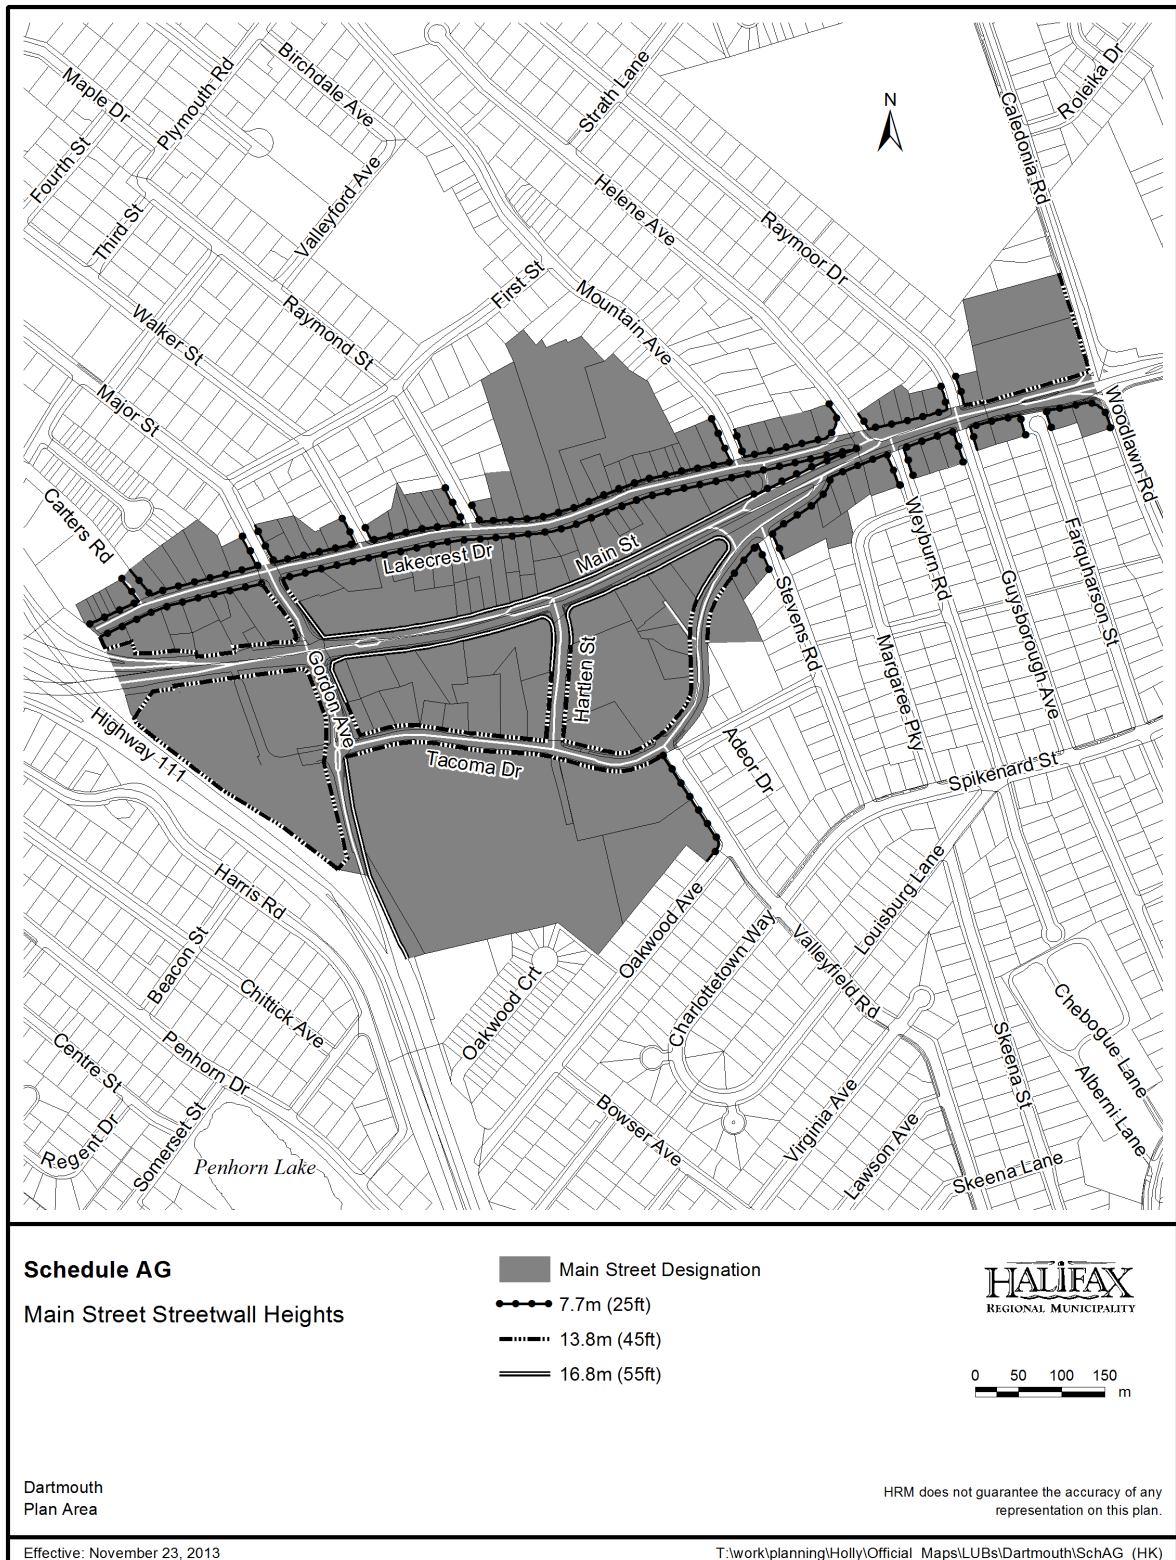 Maple Dr
Plymouth Rd
Birchdale Ave
Strath Lane
Roleika Dr
Caledonia Rd
N
Fourth St
Third St
Valleyford Ave
Helene Ave
Raymoor Dr
First St
Mountain Ave
Walker St
Raymond St
Major St
Woodlawn Rd
Carters Rd
Lakecrest Dr
Main St
Weyburn Rd
Farquharson St
Guysborough Ave
Stevens Rd
Margaree Pky
Hartlen St
Gordon Ave
Highway 111
Tacoma Dr
Adeor Dr
Spikenard St
Harris Rd
Louisburg Lane
Oakwood Ave
Charlottetown Way
Valleyfield Rd
Beacon St
Chittick Ave
Oakwood Crt
Chebogue Lane
Centre St
Penhorn Dr
Skeena St
Alberni Lane
Regent Dr
Somerset St
Penhorn Lake
Bowser Ave
Virginia Ave
Lawson Ave
Skeena Lane
Schedule AG
Main Street Streetwall Heights
Main Street Designation
7.7m (25ft)
13.8m (45ft)
16.8m (55ft)
HALIFAX
REGIONAL MUNICIPALITY
0 50 100 150
m
Dartmouth
Plan Area
HRM does not guarantee the accuracy of any
representation on this plan.
Effective: November 23, 2013
T:\work\planning\Holly\Official_Maps\LUBs\Dartmouth\SchAG (HK)